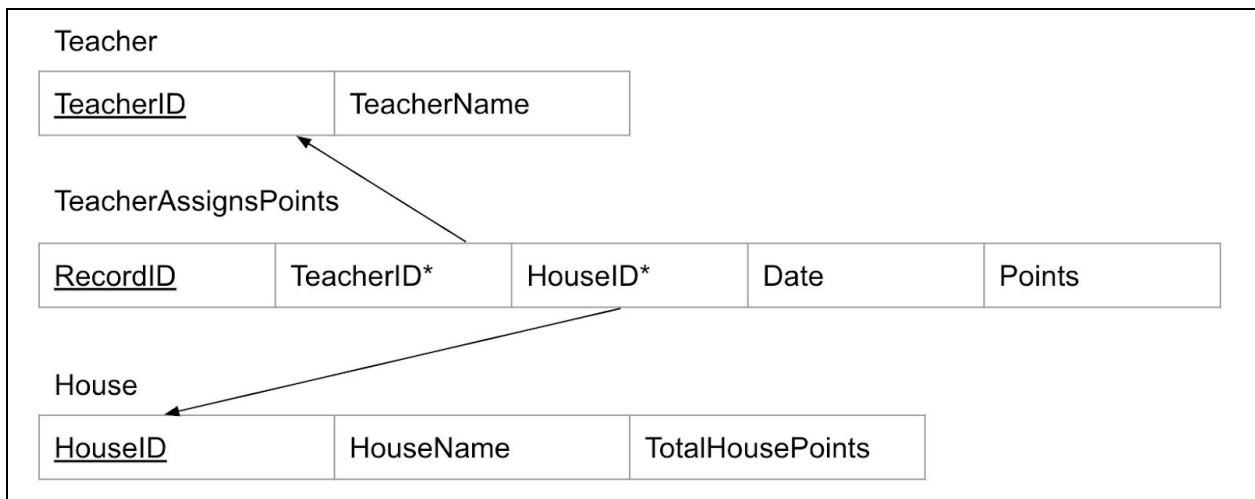 Teacher
TeacherID TeacherName
TeacherAssignsPoints
RecordID TeacherID* HouseID* Date Points
House
HouseID HouseName TotalHousePoints